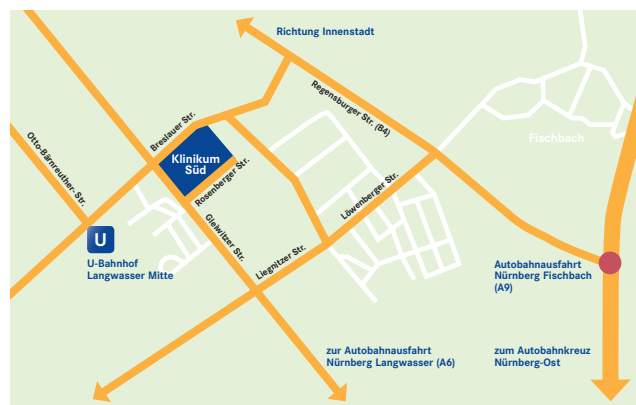 Richtung Innenstadt
Regensburger Str. (B4)
Breslauer Str.
Fischbach
Otto-Bärnreuther-Str.
Klinikum
Süd
Rosenberger Str.
Löwenberger Str.
Gleiwitzer Str.
Liegnitzer Str.
U
U-Bahnhof
Langwasser Mitte
Autobahnausfahrt
Nürnberg Fischbach
(A9)
zur Autobahnausfahrt
Nürnberg Langwasser (A6)
zum Autobahnkreuz
Nürnberg-Ost